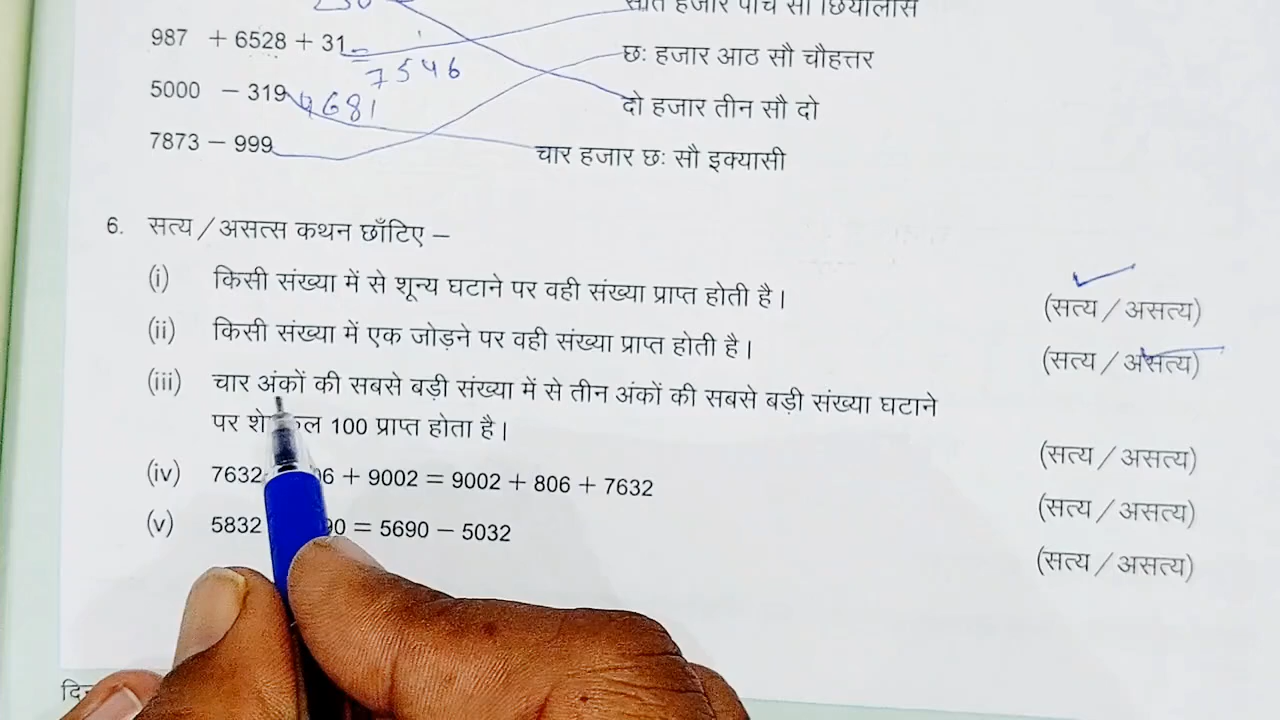 सात हजार पाँच सौ छियालीस
987 + 6528 + 31 = 7546
छः हजार आठ सौ चौहत्तर
5000 - 319 4681
दो हजार तीन सौ दो
7873 - 999
चार हजार छः सौ इक्यासी
6. सत्य / असत्स कथन छाँटिए –
(i) किसी संख्या में से शून्य घटाने पर वही संख्या प्राप्त होती है। (सत्य / असत्य)
(ii) किसी संख्या में एक जोड़ने पर वही संख्या प्राप्त होती है। (सत्य / असत्य)
(iii) चार अंकों की सबसे बड़ी संख्या में से तीन अंकों की सबसे बड़ी संख्या घटाने
पर 100 प्राप्त होता है। (सत्य / असत्य)
(iv) 7632 + 9002 = 9002 + 806 + 7632 (सत्य / असत्य)
(v) 5832 = 5690 – 5032 (सत्य / असत्य)